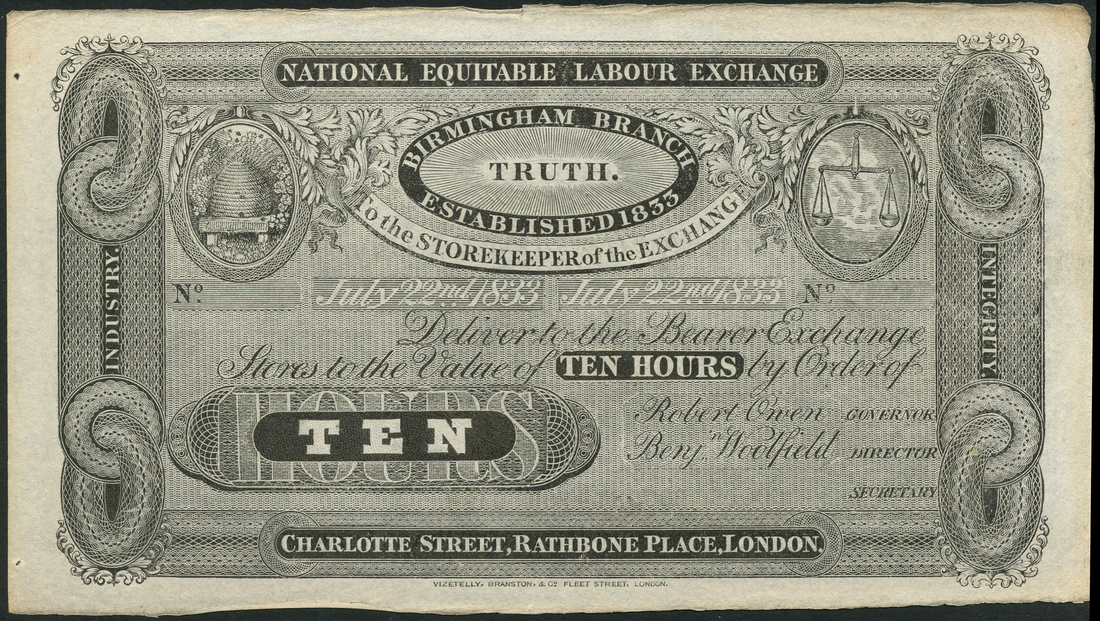 NATIONAL EQUITABLE LABOUR EXCHANGE
BIRMINGHAM BRANCH
TRUTH.
ESTABLISHED 1833
To the STOREKEEPER of the EXCHANGE
INDUSTRY.
INTEGRITY.
No. July 22nd. 1833 July 22nd 1833 No.
Deliver to the Bearer Exchange
Stores to the Value of TEN HOURS by Order of
HOURS
TEN
Robert Owen GOVERNOR
Benjn. Woolfield DIRECTOR
SECRETARY
CHARLOTTE STREET, RATHBONE PLACE, LONDON.
VIZETELLY, BRANSTON, & Co. FLEET STREET, LONDON.